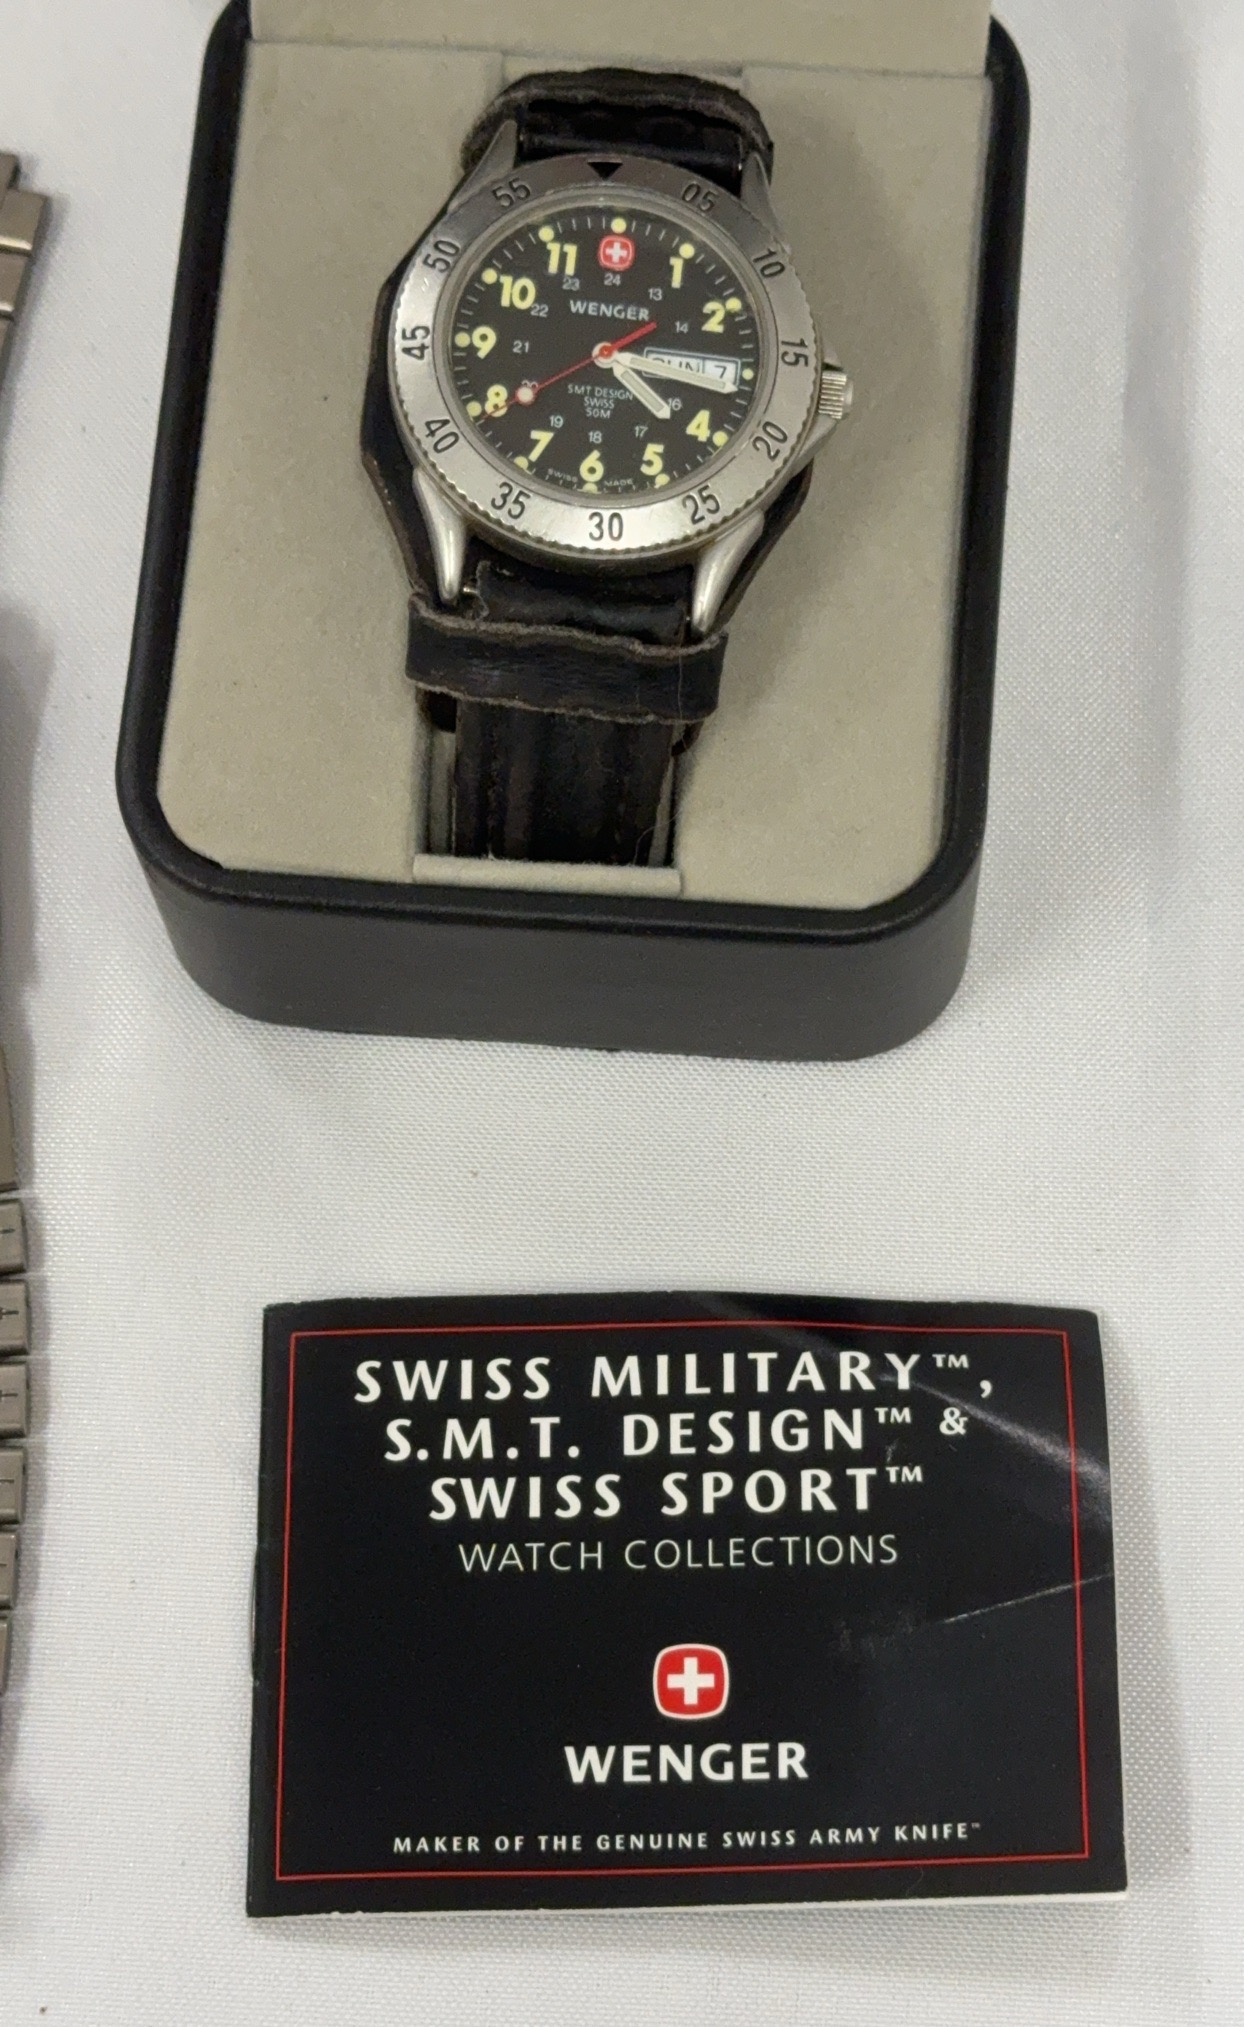 55
05
50
10
45
15
40
20
35
25
30
11
1
24
23
13
10
22
WENGER
14
2
9
21
7
8
SMT DESIGN
SWISS
50M
16
4
19
18
17
7
6
5
SWISS MADE
SWISS MILITARY™,
S.M.T. DESIGN™ &
SWISS SPORT™
WATCH COLLECTIONS
WENGER
MAKER OF THE GENUINE SWISS ARMY KNIFE™